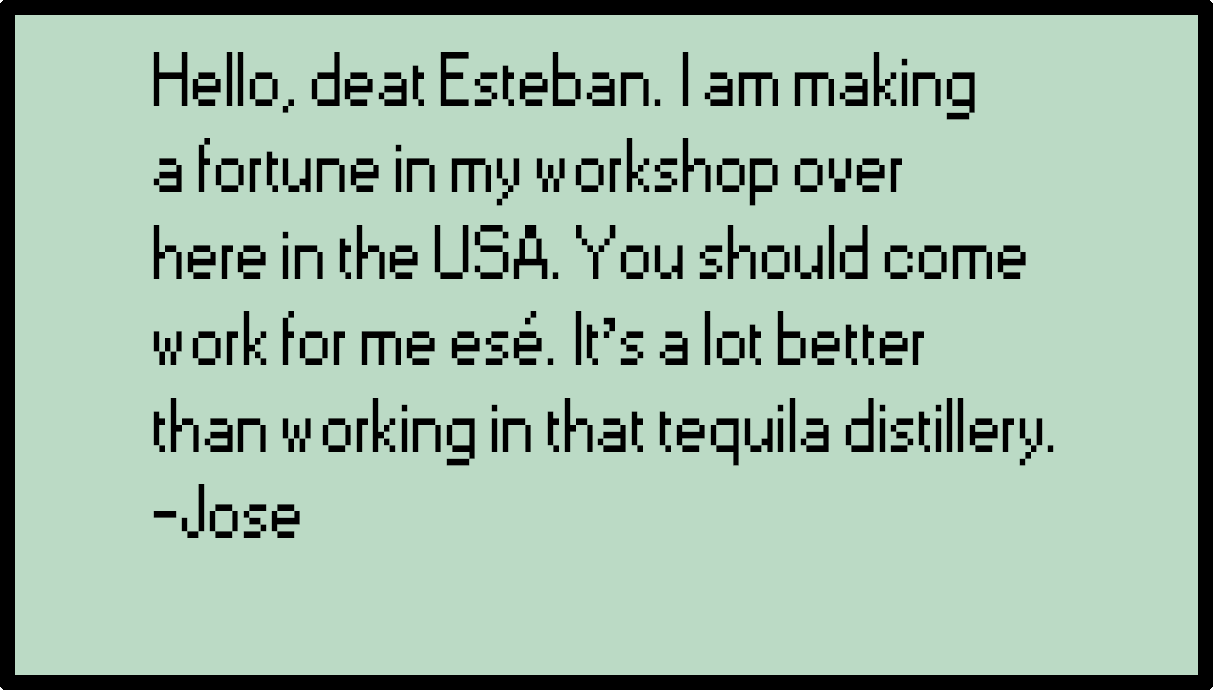 Hello, deat Esteban. I am making
a fortune in my workshop over
here in the USA. You should come
work for me esé. It's a lot better
than working in that tequila distillery.
-Jose